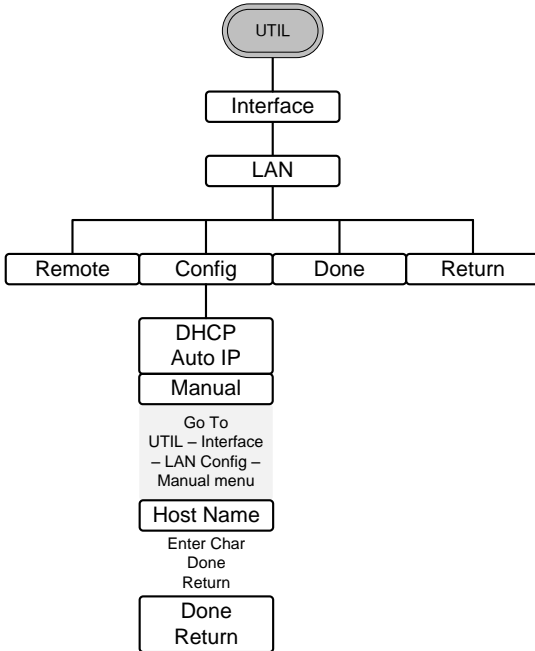 UTIL
Interface
LAN
Remote
Config
Done
Return
DHCP
Auto IP
Manual
Go To
UTIL – Interface
– LAN Config –
Manual menu
Host Name
Enter Char
Done
Return
Done
Return